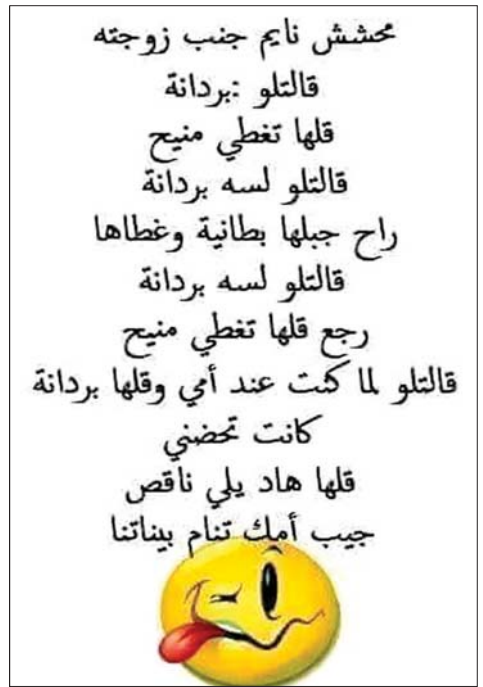 محشش نايم جنب زوجته
قالتلو :بردانة
قلها تغطي منيح
قالتلو لسه بردانة
راح جبلها بطانية وغطاها
قالتلو لسه بردانة
رجع قلها تغطي منيح
قالتلو لما كنت عند أمي وقلها بردانة
كانت تحضني
قلها هاد يلي ناقص
جيب أمك تنام بيناتنا